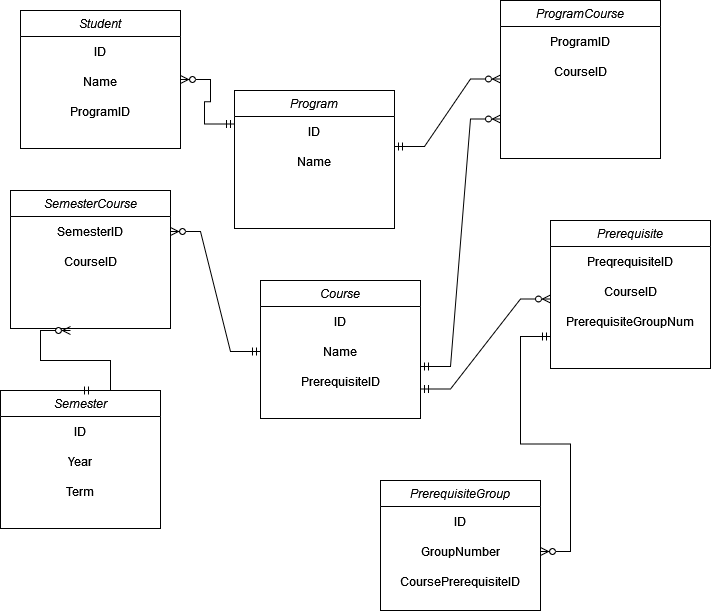 Student
ID
Name
ProgramID
Program
ID
Name
ProgramCourse
ProgramID
CourseID
SemesterCourse
SemesterID
CourseID
Course
ID
Name
PrerequisiteID
Prerequisite
PreqrequisiteID
CourseID
PrerequisiteGroupNum
Semester
ID
Year
Term
PrerequisiteGroup
ID
GroupNumber
CoursePrerequisiteID